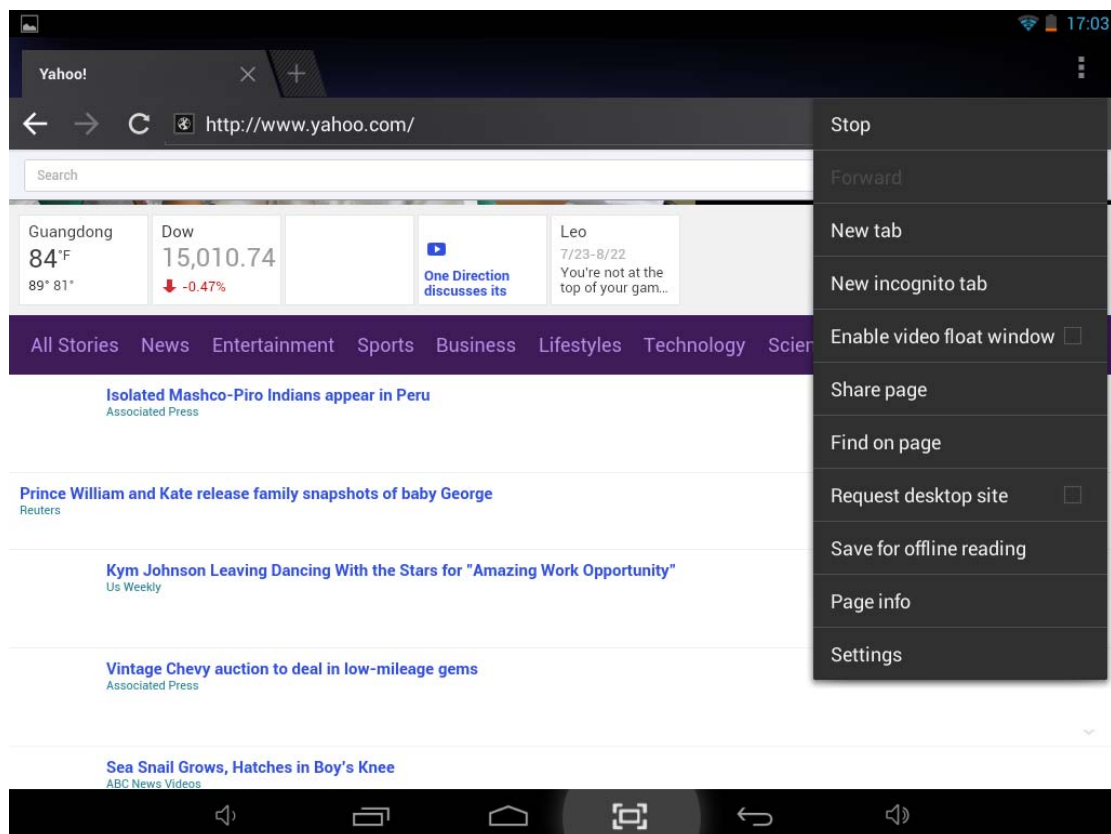 17:03
Yahoo!
http://www.yahoo.com/
Search
Guangdong
84°F
89° 81°
Dow
15,010.74
-0.47%
One Direction
discusses its
Leo
7/23-8/22
You're not at the
top of your gam...
All Stories News Entertainment Sports Business Lifestyles Technology Scien
Isolated Mashco-Piro Indians appear in Peru
Associated Press
Prince William and Kate release family snapshots of baby George
Reuters
Kym Johnson Leaving Dancing With the Stars for "Amazing Work Opportunity"
Us Weekly
Vintage Chevy auction to deal in low-mileage gems
Associated Press
Sea Snail Grows, Hatches in Boy's Knee
ABC News Videos
Stop
Forward
New tab
New incognito tab
Enable video float window
Share page
Find on page
Request desktop site
Save for offline reading
Page info
Settings